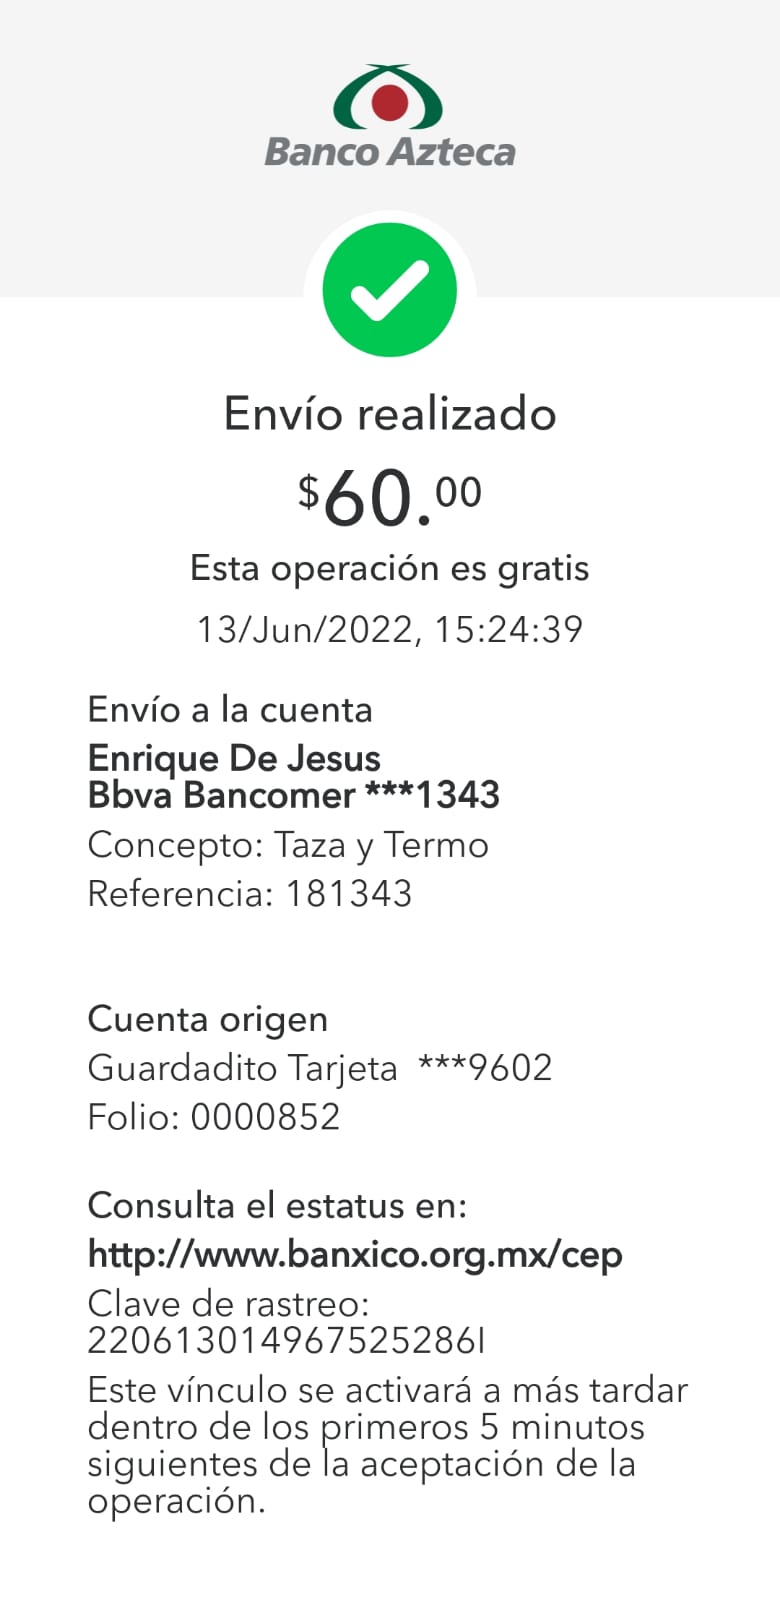 Banco Azteca
Envío realizado
$60.00
Esta operación es gratis
13/Jun/2022, 15:24:39
Envío a la cuenta
Enrique De Jesus
Bbva Bancomer ***1343
Concepto: Taza y Termo
Referencia: 181343
Cuenta origen
Guardadito Tarjeta ***9602
Folio: 0000852
Consulta el estatus en:
http://www.banxico.org.mx/cep
Clave de rastreo:
220613014967525286I
Este vínculo se activará a más tardar
dentro de los primeros 5 minutos
siguientes de la aceptación de la
operación.